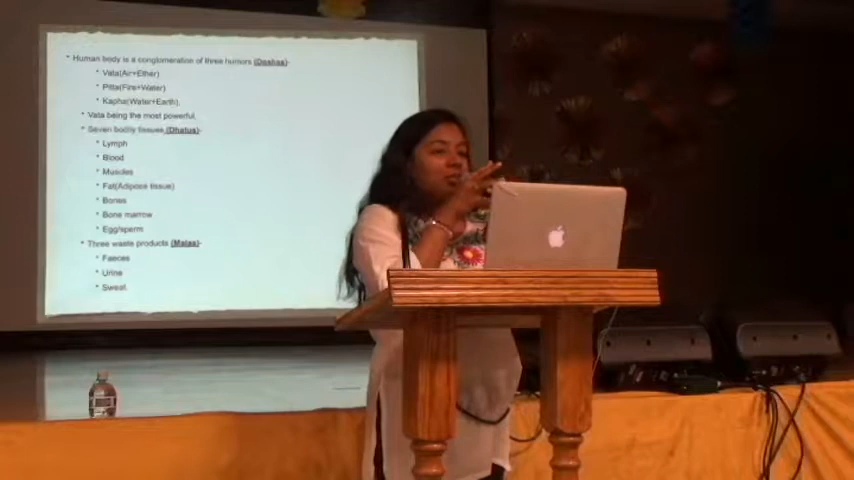 • Human body is a conglomeration of three humors (Doshas)-
• Vata(Air+Ether)
• Pitta(Fire+Water)
• Kapha(Water+Earth).
• Vata being the most powerful.
• Seven bodily tissues (Dhatus)-
• Lymph
• Blood
• Muscles
• Fat(Adipose tissue)
• Bones
• Bone marrow
• Egg/sperm
• Three waste products (Malas)-
• Faeces
• Urine
• Sweat.